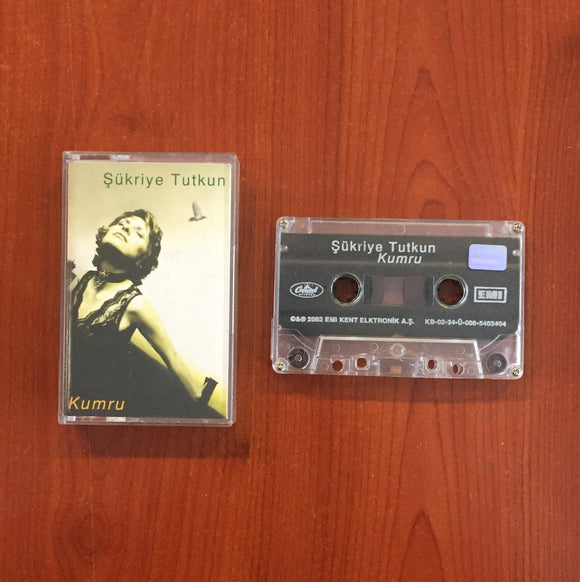 Şükriye Tutkun
Kumru
Şükriye Tutkun
Kumru
Capitol
EMI
©&℗ 2002 EMI KENT ELKTRONİK A.Ş.
KB-02-34-Ü-008-5403404